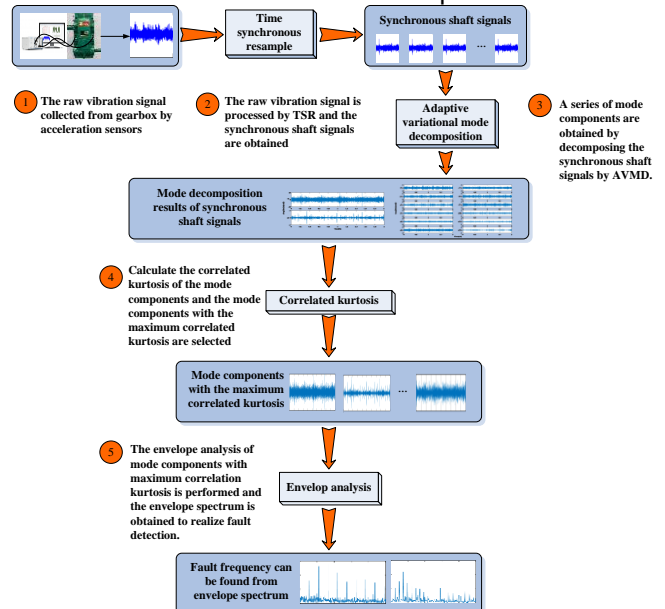 Time
synchronous
resample
Synchronous shaft signals
...
1
The raw vibration signal
collected from gearbox by
acceleration sensors
2
The raw vibration signal is
processed by TSR and the
synchronous shaft signals
are obtained
Adaptive
variational mode
decomposition
3
A series of mode
components are
obtained by
decomposing the
synchronous shaft
signals by AVMD.
Mode decomposition
results of synchronous
shaft signals
4
Calculate the correlated
kurtosis of the mode
components and the mode
components with the
maximum correlated
kurtosis are selected
Correlated kurtosis
Mode components
with the maximum
correlated kurtosis
...
5
The envelope analysis of
mode components with
maximum correlation
kurtosis is performed and
the envelope spectrum is
obtained to realize fault
detection.
Envelop analysis
Fault frequency can
be found from
envelope spectrum